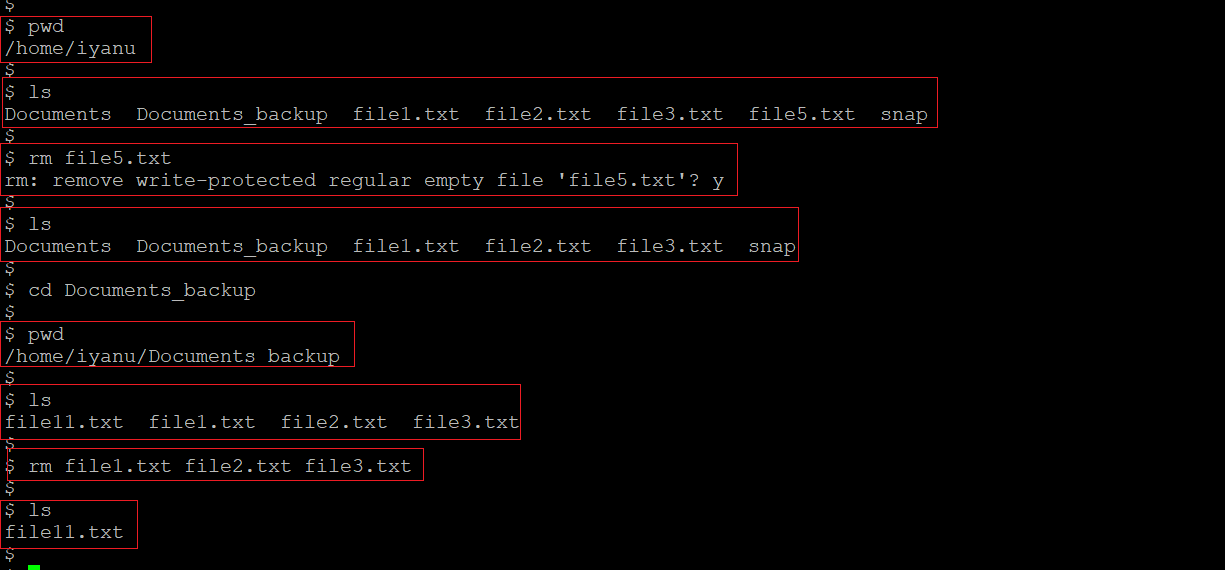 $
$ pwd
/home/iyanu
$
$ ls
Documents  Documents_backup  file1.txt  file2.txt  file3.txt  file5.txt  snap
$
$ rm file5.txt
rm: remove write-protected regular empty file 'file5.txt'? y
$
$ ls
Documents  Documents_backup  file1.txt  file2.txt  file3.txt  snap
$
$ cd Documents_backup
$
$ pwd
/home/iyanu/Documents backup
$
$ ls
file11.txt  file1.txt  file2.txt  file3.txt
$
$ rm file1.txt file2.txt file3.txt
$
$ ls
file11.txt
$